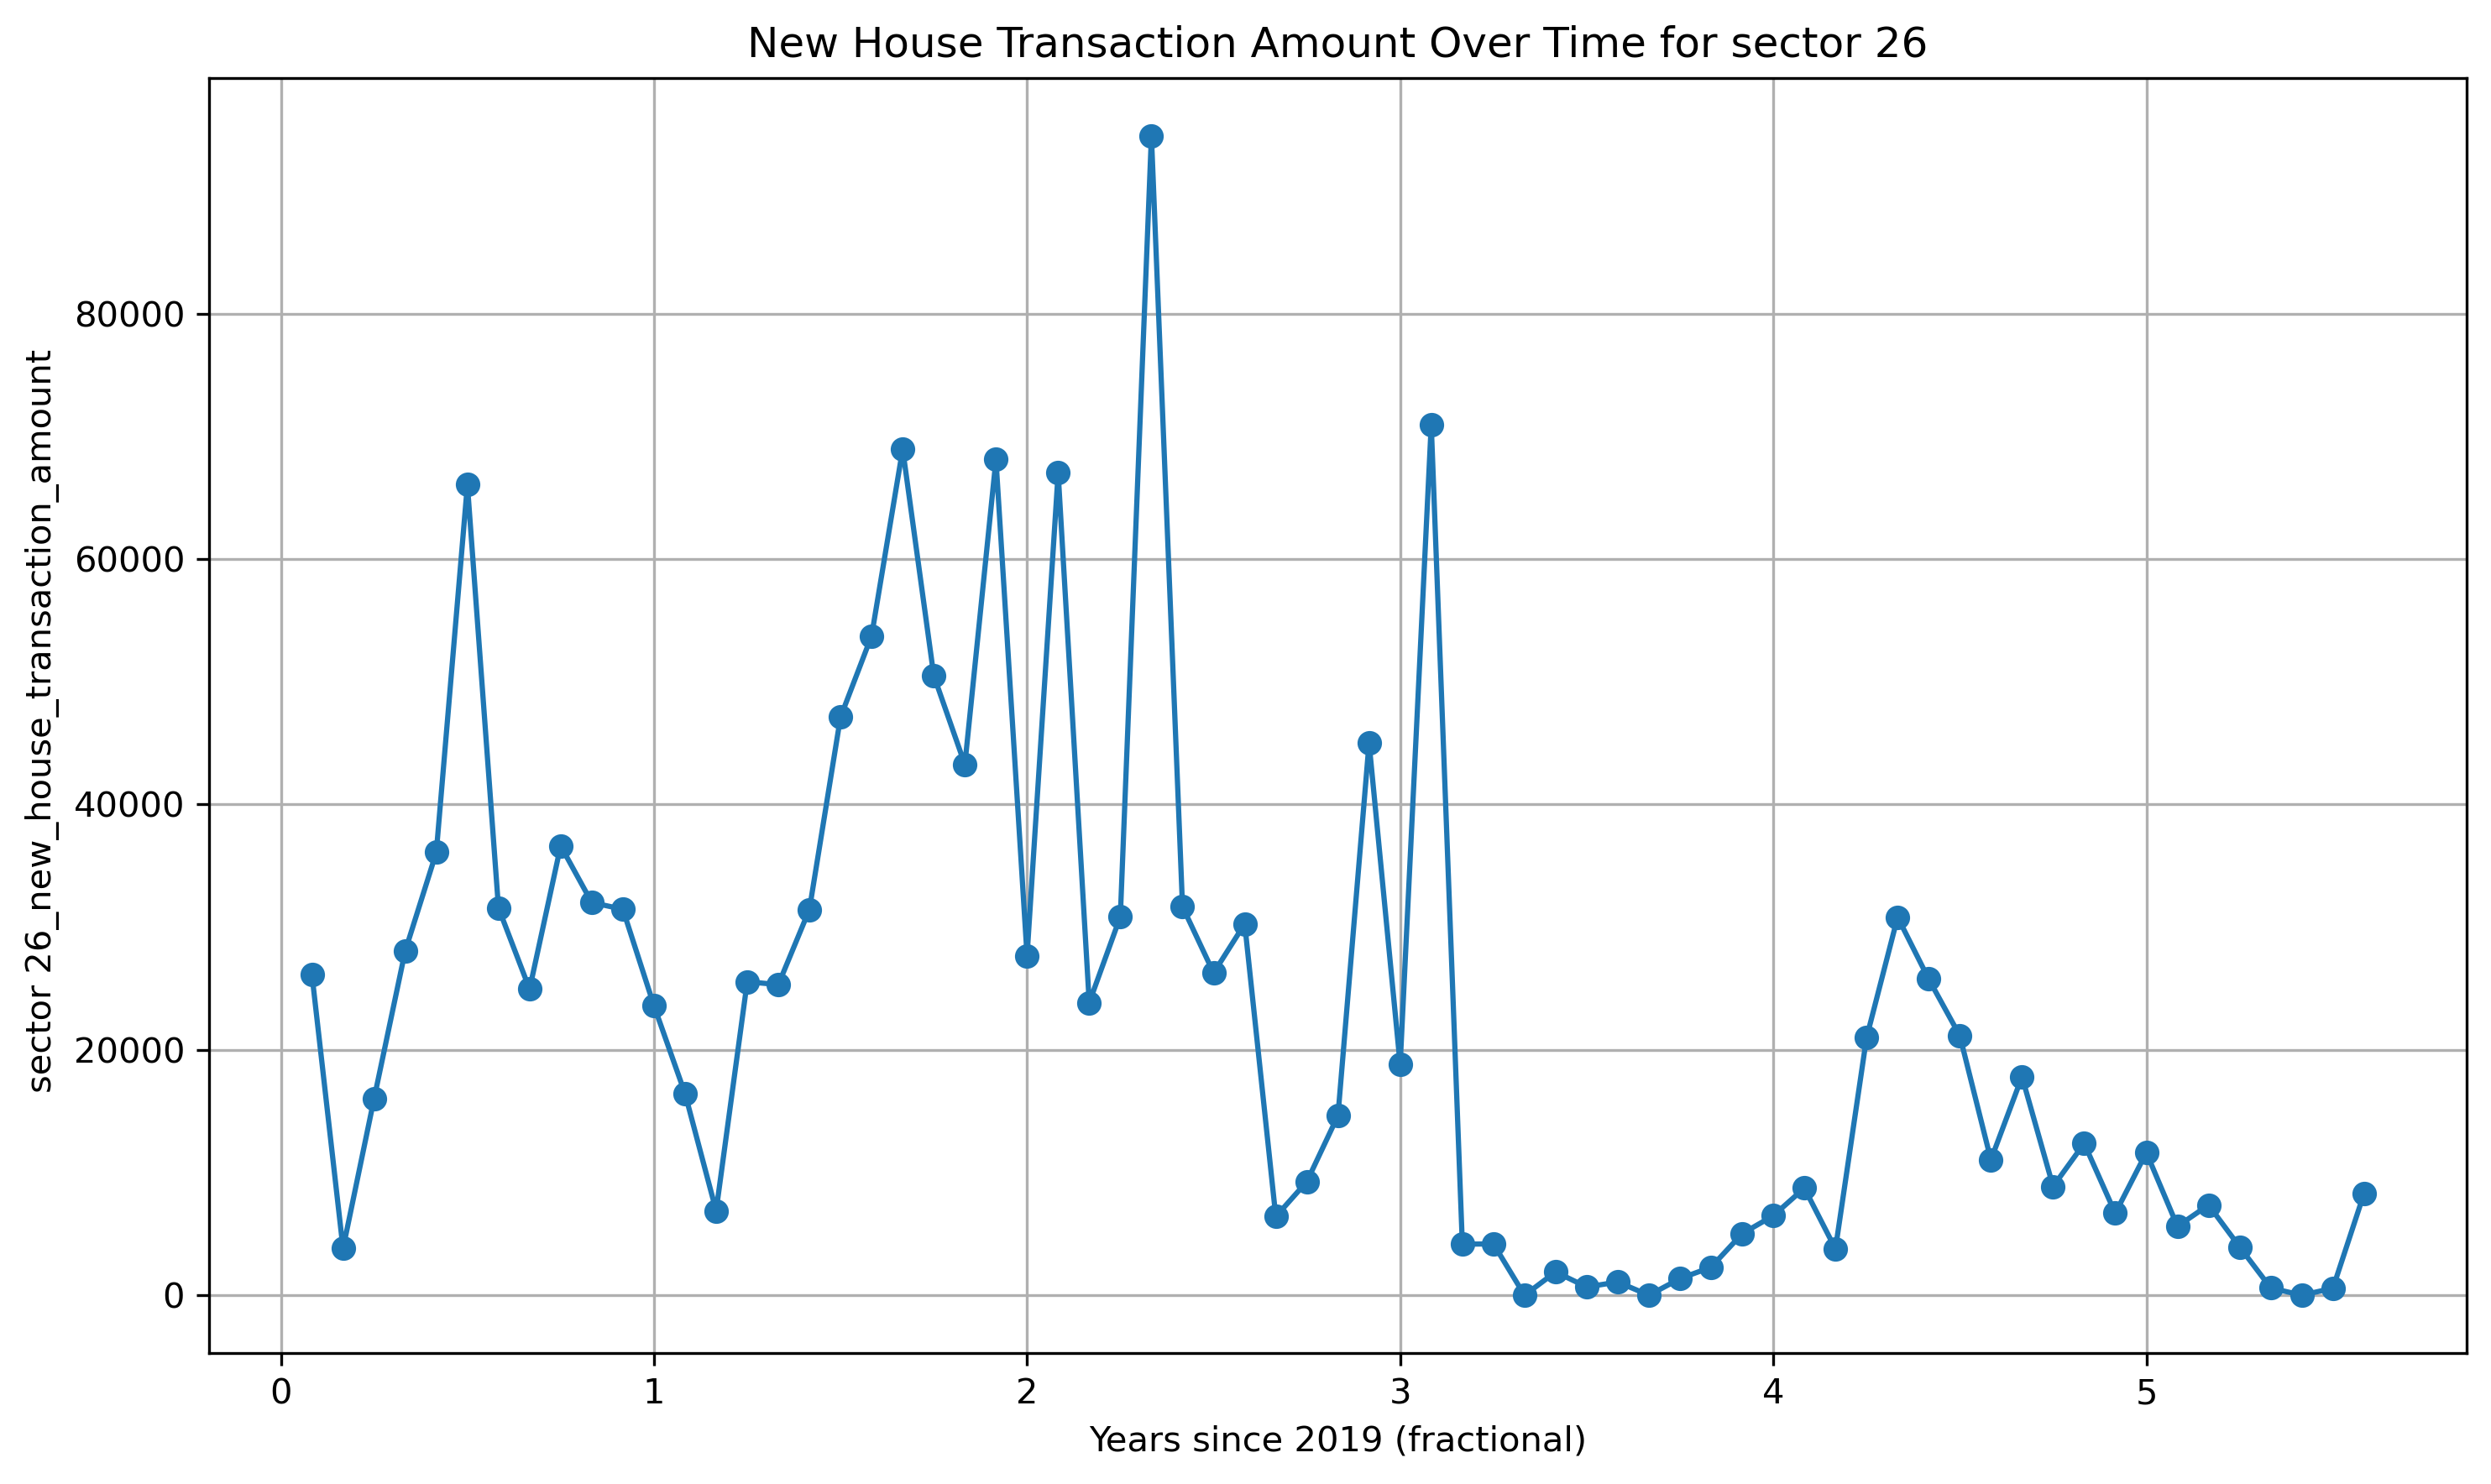 New House Transaction Amount Over Time for sector 26
sector 26_new_house_transaction_amount
80000
60000
40000
20000
0
0 1 2 3 4 5
Years since 2019 (fractional)